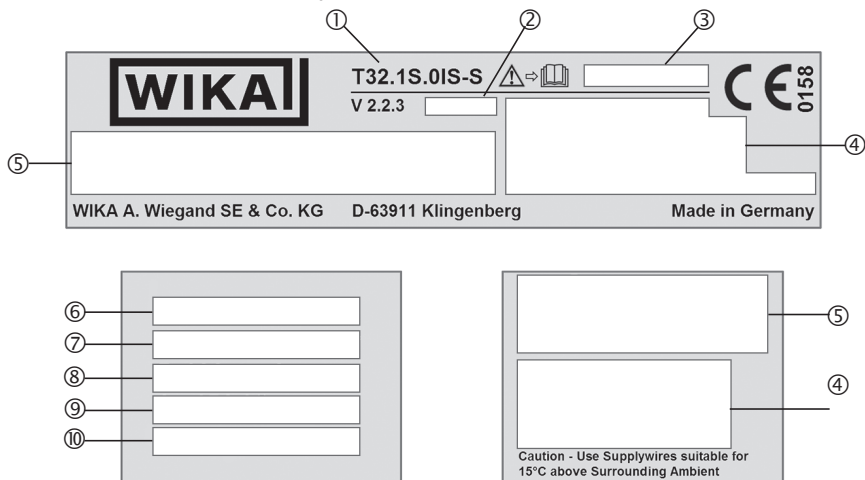 ① ② ③
WIKA T32.1S.0IS-S CE 0158
V 2.2.3
④
⑤
WIKA A. Wiegand SE & Co. KG D-63911 Klingenberg Made in Germany
⑥
⑦
⑧
⑨
⑩
⑤
④
Caution - Use Supplywires suitable for
15°C above Surrounding Ambient